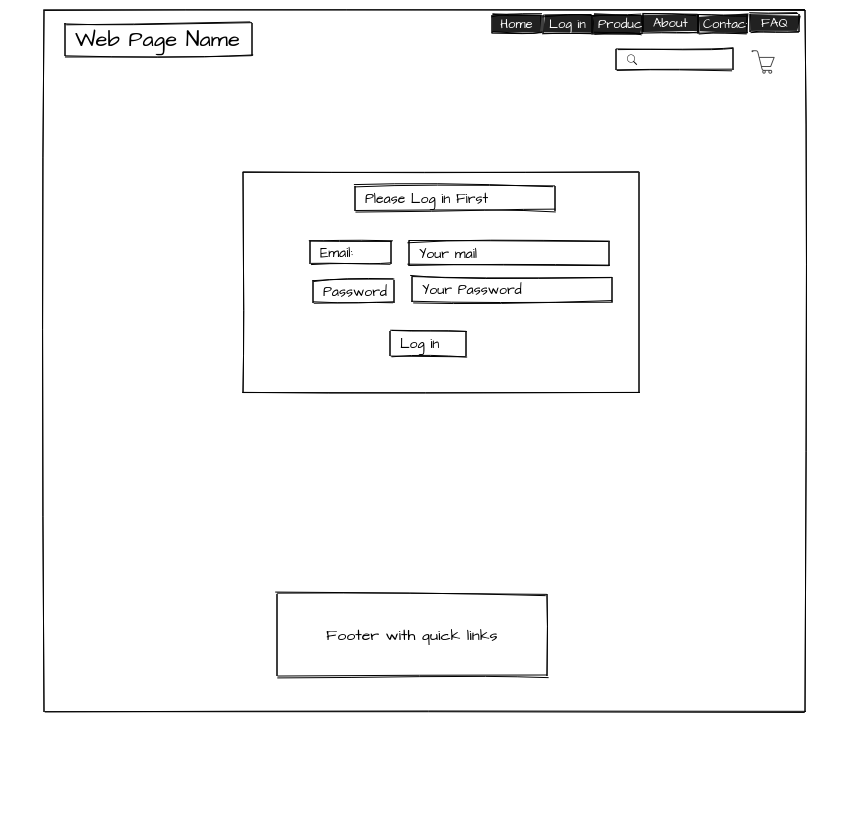 Home Log in Produc About Contac FAQ
Web Page Name
Please Log in First
Email: Your mail
Password Your Password
Log in
Footer with quick links